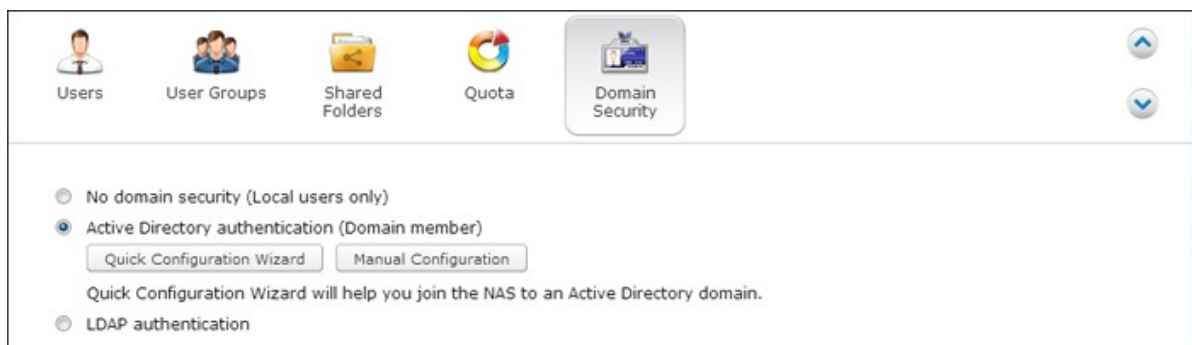 Users
User Groups
Shared
Folders
Quota
Domain
Security
No domain security (Local users only)
Active Directory authentication (Domain member)
Quick Configuration Wizard
Manual Configuration
Quick Configuration Wizard will help you join the NAS to an Active Directory domain.
LDAP authentication